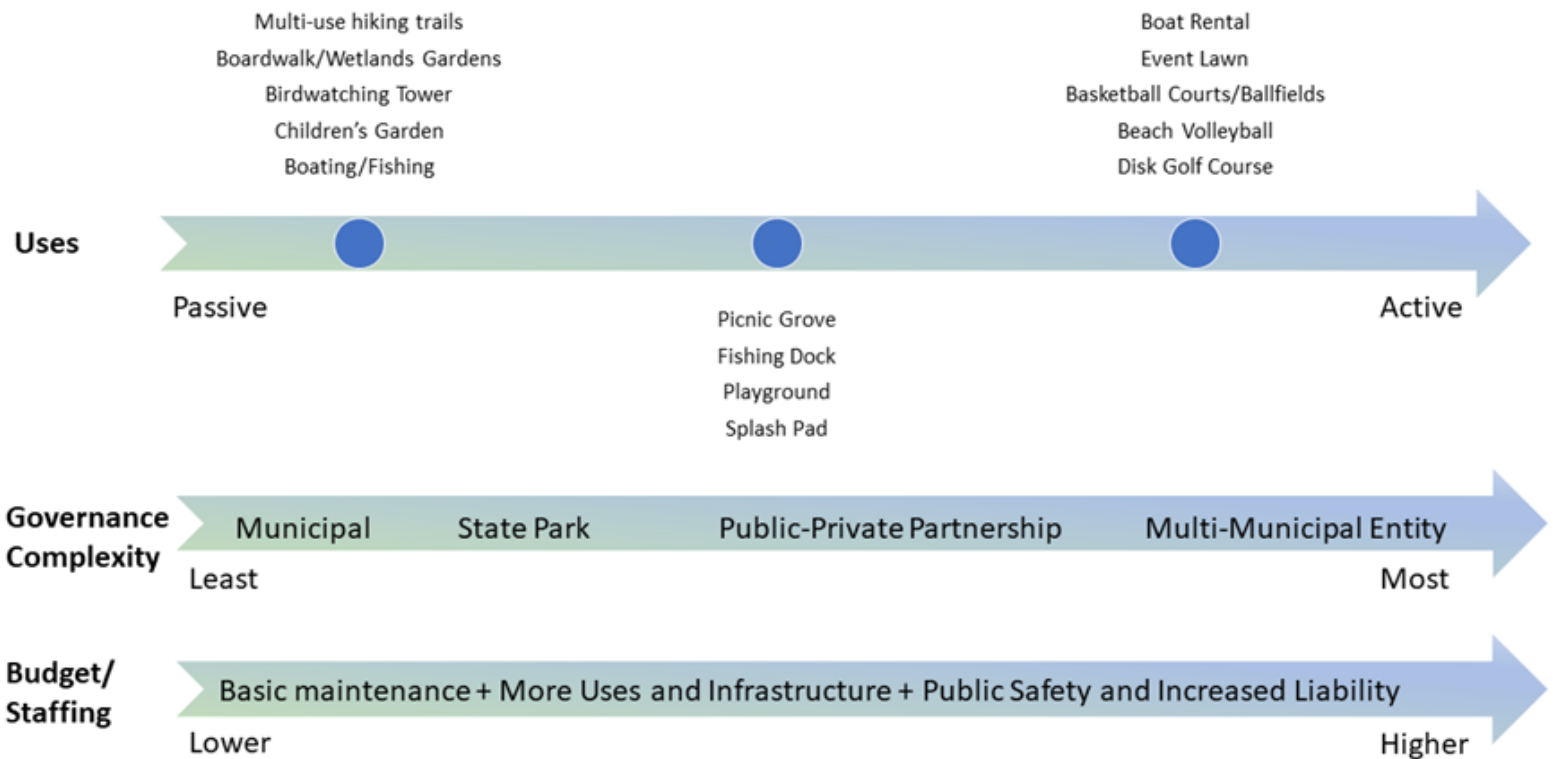 Multi-use hiking trails
Boardwalk/Wetlands Gardens
Birdwatching Tower
Children's Garden
Boating/Fishing
Boat Rental
Event Lawn
Basketball Courts/Ballfields
Beach Volleyball
Disk Golf Course
Uses
Passive
Active
Picnic Grove
Fishing Dock
Playground
Splash Pad
Governance
Complexity
Municipal
State Park
Public-Private Partnership
Multi-Municipal Entity
Least
Most
Budget/
Staffing
Basic maintenance + More Uses and Infrastructure + Public Safety and Increased Liability
Lower
Higher